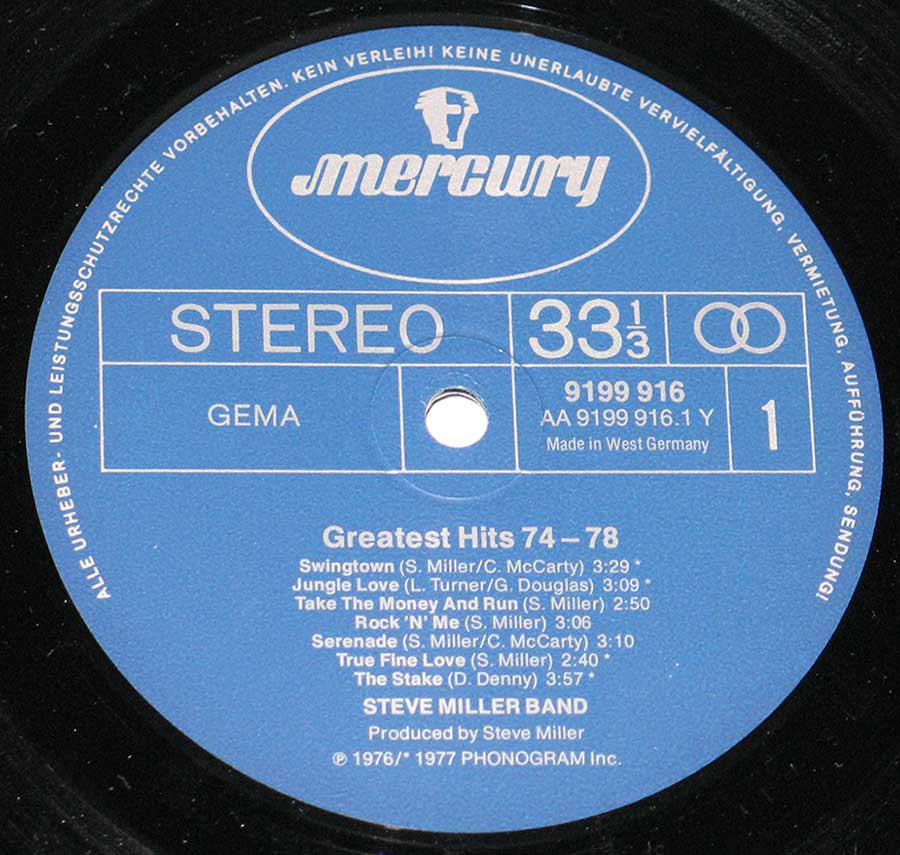 ALLE URHEBER- UND LEISTUNGSSCHUTZRECHTE VORBEHALTEN. KEIN VERLEIH! KEINE UNERLAUBTE VERVIELFÄLTIGUNG, VERMIETUNG, AUFFÜHRUNG, SENDUNG!
mercury
STEREO 33 1/3
GEMA
9199 916
AA 9199 916.1 Y
Made in West Germany
1
Greatest Hits 74 – 78
Swingtown (S. Miller/C. McCarty) 3:29 *
Jungle Love (L. Turner/G. Douglas) 3:09 *
Take The Money And Run (S. Miller) 2:50
Rock 'N' Me (S. Miller) 3:06
Serenade (S. Miller/C. McCarty) 3:10
True Fine Love (S. Miller) 2:40 *
The Stake (D. Denny) 3:57 *
STEVE MILLER BAND
Produced by Steve Miller
℗ 1976/* 1977 PHONOGRAM Inc.